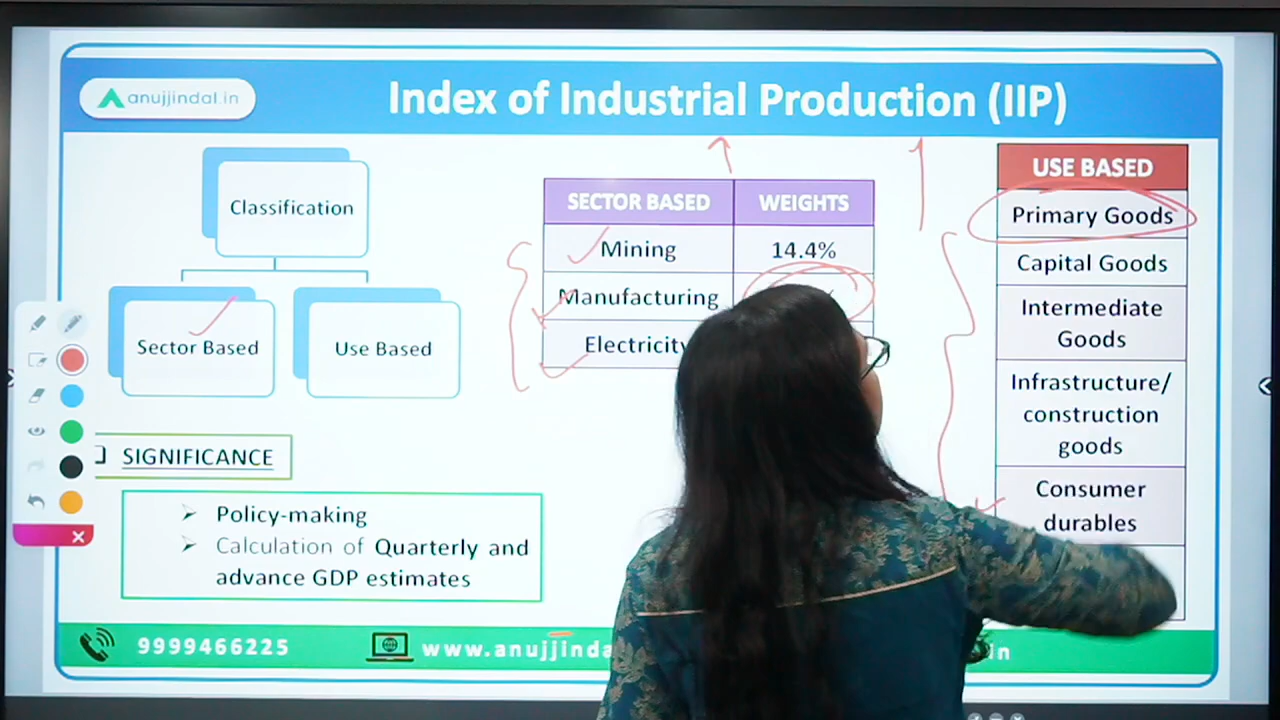 anujjindal.in
Index of Industrial Production (IIP)
Classification
Sector Based
Use Based
SIGNIFICANCE
Policy-making
Calculation of Quarterly and
advance GDP estimates
SECTOR BASED WEIGHTS
Mining 14.4%
Manufacturing
Electricity
USE BASED
Primary Goods
Capital Goods
Intermediate
Goods
Infrastructure/
construction
goods
Consumer
durables
9999466225
www.anujjinda
in